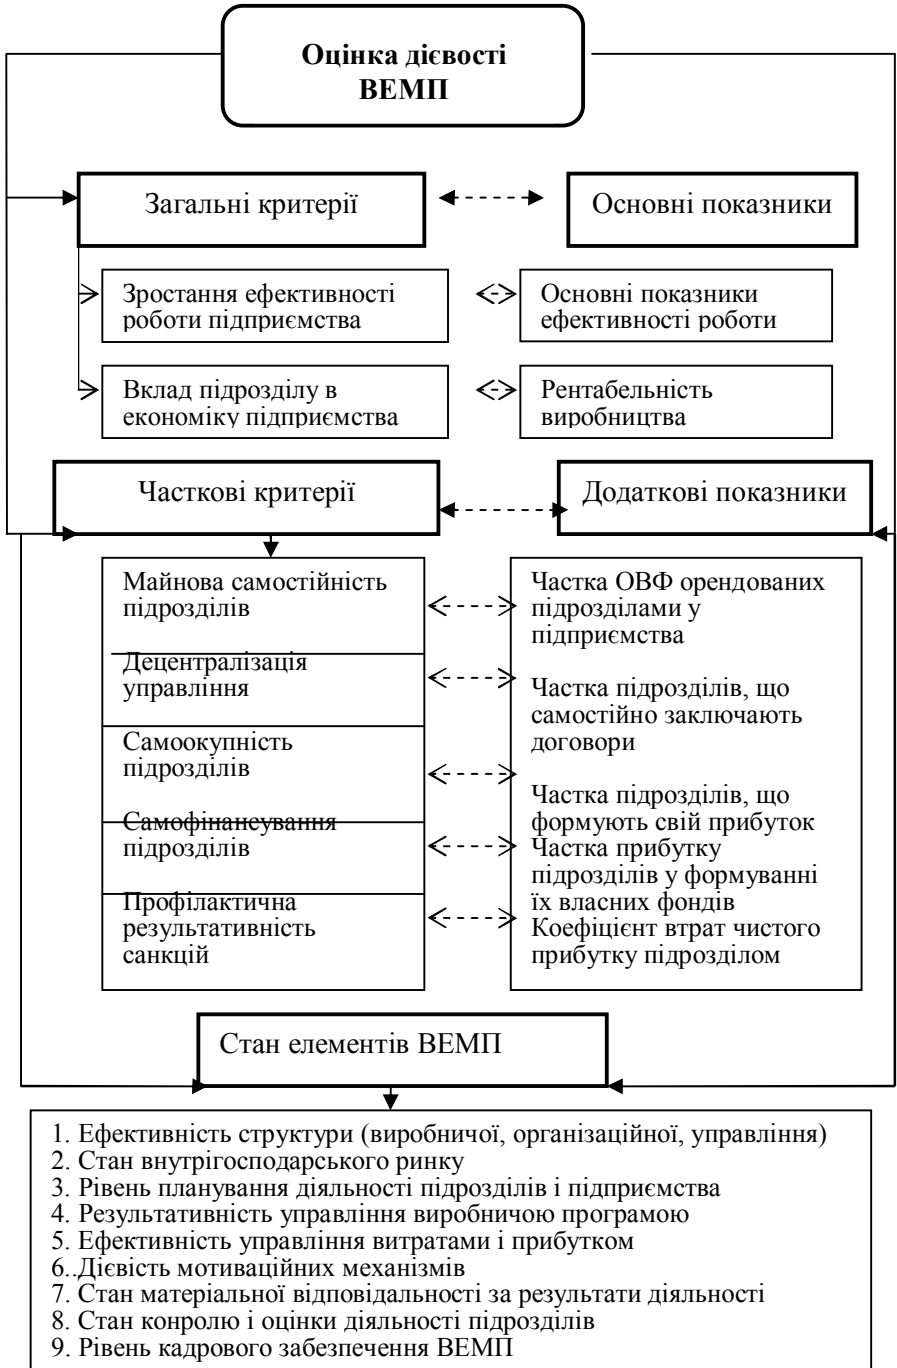 Оцінка дієвості
ВЕМП
Загальні критерії
Основні показники
Зростання ефективності
роботи підприємства
Основні показники
ефективності роботи
Вклад підрозділу в
економіку підприємства
Рентабельність
виробництва
Часткові критерії
Додаткові показники
Майнова самостійність
підрозділів
Децентралізація
управління
Самоокупність
підрозділів
Самофінансування
підрозділів
Профілактична
результативність
санкцій
Частка ОВФ орендованих
підрозділами у
підприємства
Частка підрозділів, що
самостійно заключають
договори
Частка підрозділів, що
формують свій прибуток
Частка прибутку
підрозділів у формуванні
їх власних фондів
Коефіцієнт втрат чистого
прибутку підрозділом
Стан елементів ВЕМП
1. Ефективність структури (виробничої, організаційної, управління)
2. Стан внутрігосподарського ринку
3. Рівень планування діяльності підрозділів і підприємства
4. Результативність управління виробничою програмою
5. Ефективність управління витратами і прибутком
6..Дієвість мотиваційних механізмів
7. Стан матеріальної відповідальності за результати діяльності
8. Стан конролю і оцінки діяльності підрозділів
9. Рівень кадрового забезпечення ВЕМП